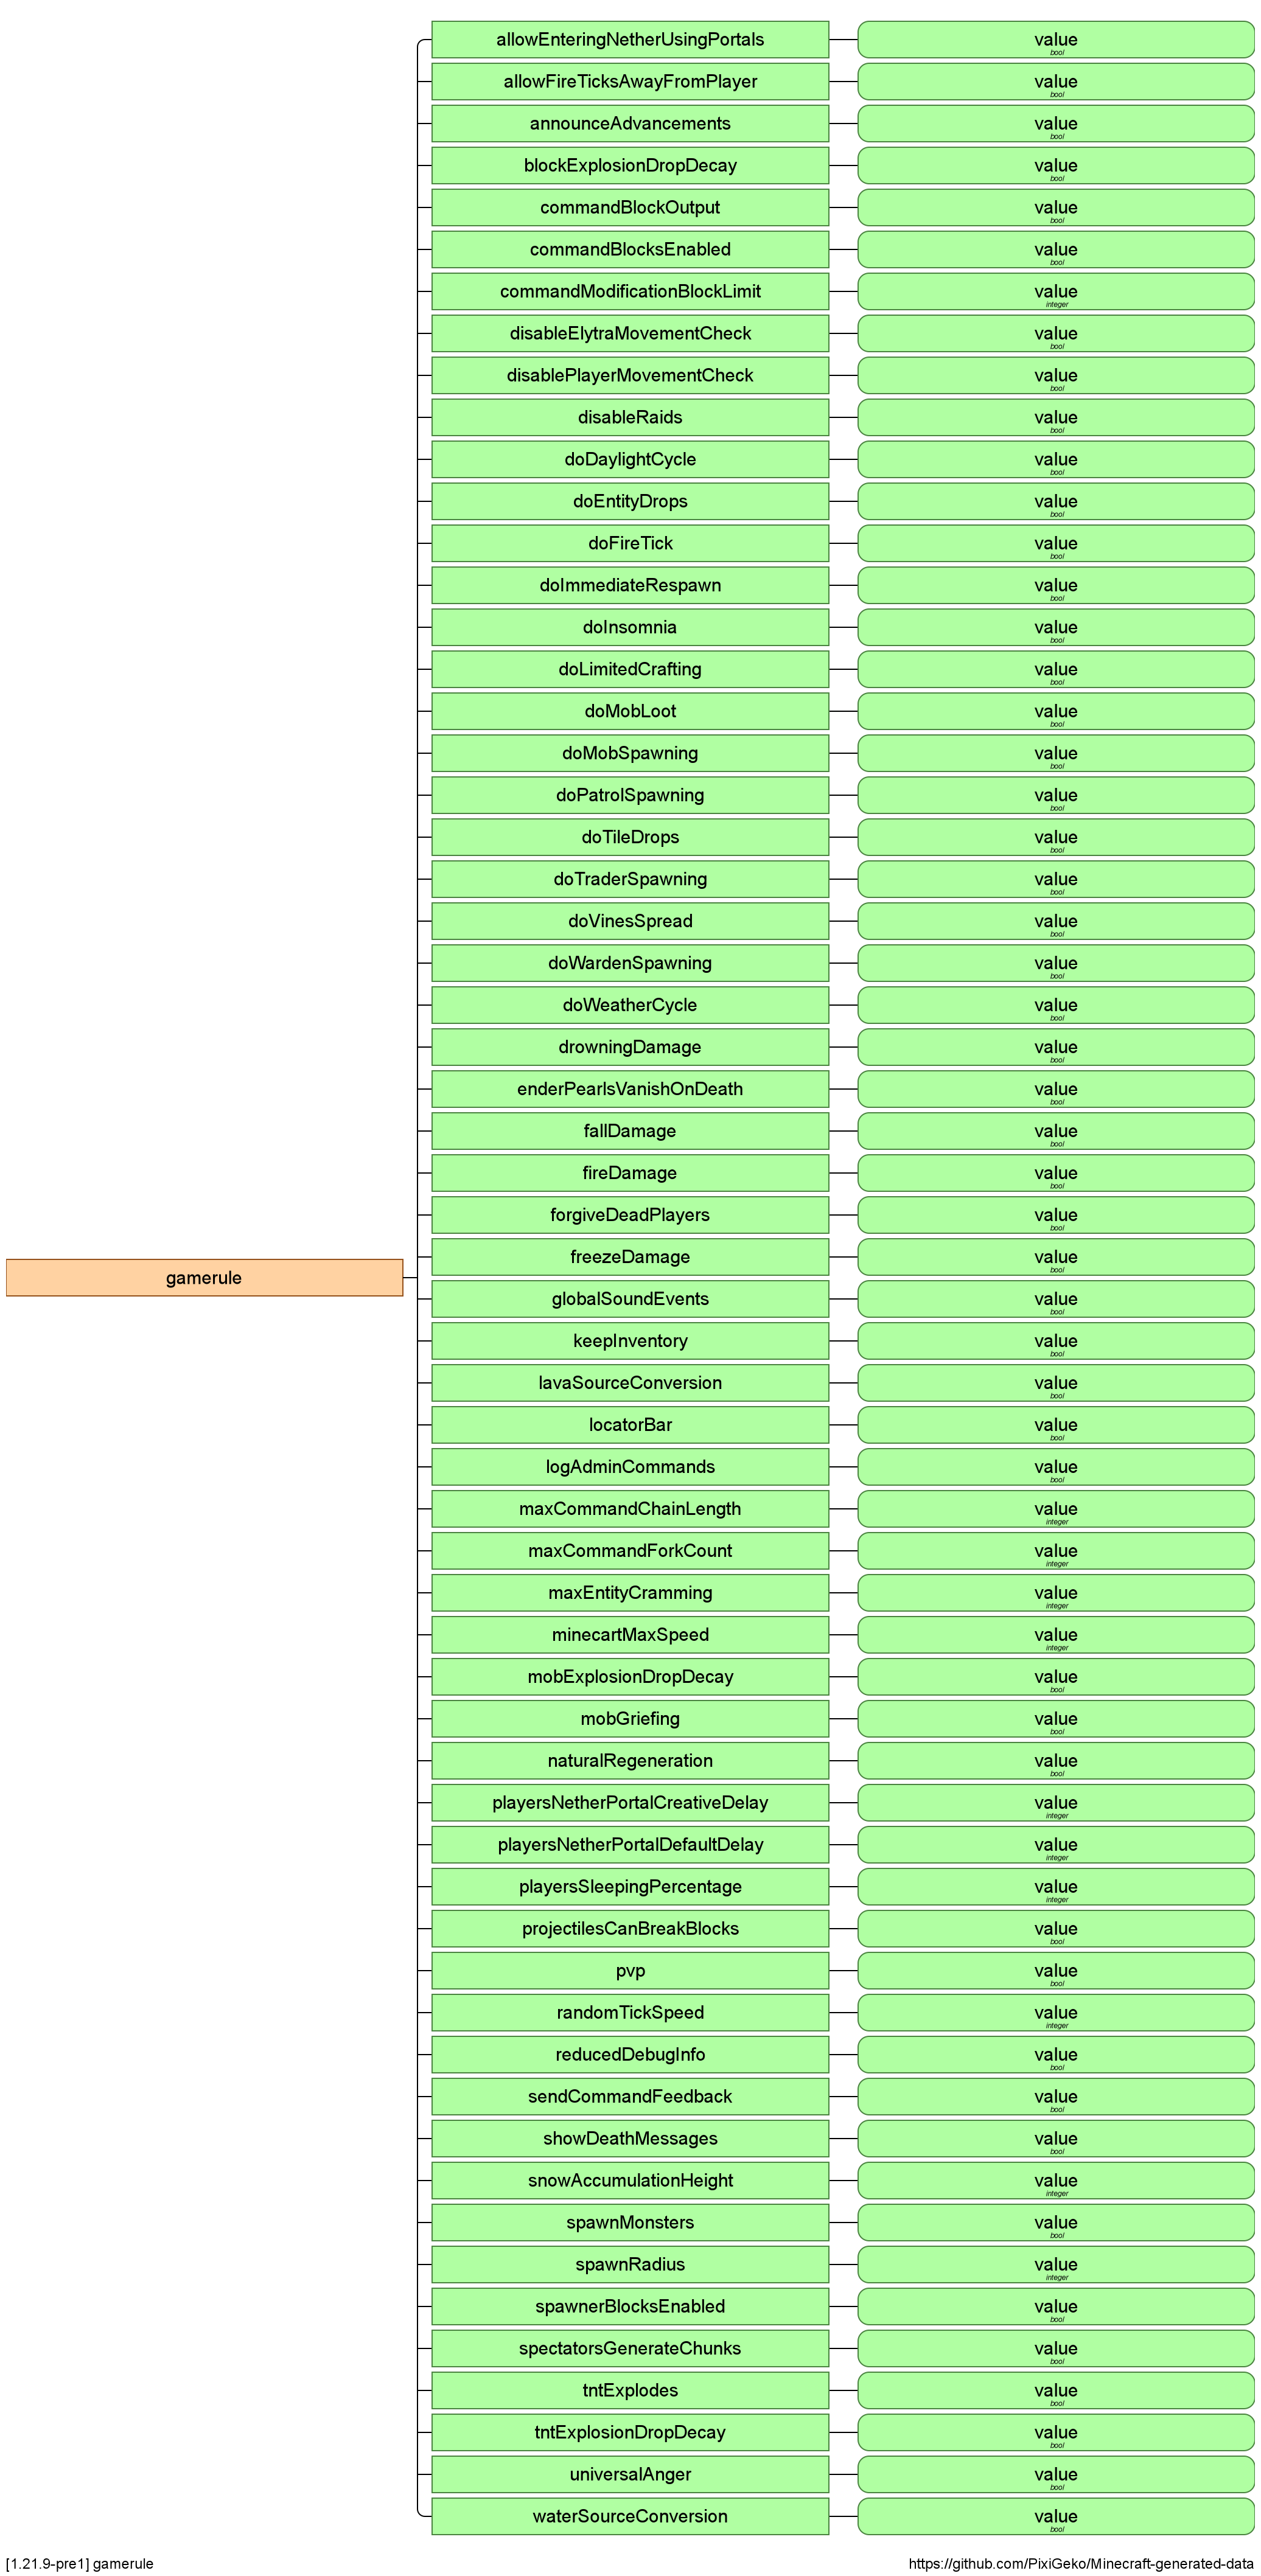 allowEnteringNetherUsingPortals
value
bool
allowFireTicksAwayFromPlayer
value
bool
announceAdvancements
value
bool
blockExplosionDropDecay
value
bool
commandBlockOutput
value
bool
commandBlocksEnabled
value
bool
commandModificationBlockLimit
value
integer
disableElytraMovementCheck
value
bool
disablePlayerMovementCheck
value
bool
disableRaids
value
bool
doDaylightCycle
value
bool
doEntityDrops
value
bool
doFireTick
value
bool
doImmediateRespawn
value
bool
doInsomnia
value
bool
doLimitedCrafting
value
bool
doMobLoot
value
bool
doMobSpawning
value
bool
doPatrolSpawning
value
bool
doTileDrops
value
bool
doTraderSpawning
value
bool
doVinesSpread
value
bool
doWardenSpawning
value
bool
doWeatherCycle
value
bool
drowningDamage
value
bool
enderPearlsVanishOnDeath
value
bool
fallDamage
value
bool
fireDamage
value
bool
forgiveDeadPlayers
value
bool
freezeDamage
value
bool
gamerule
globalSoundEvents
value
bool
keepInventory
value
bool
lavaSourceConversion
value
bool
locatorBar
value
bool
logAdminCommands
value
bool
maxCommandChainLength
value
integer
maxCommandForkCount
value
integer
maxEntityCramming
value
integer
minecartMaxSpeed
value
integer
mobExplosionDropDecay
value
bool
mobGriefing
value
bool
naturalRegeneration
value
bool
playersNetherPortalCreativeDelay
value
integer
playersNetherPortalDefaultDelay
value
integer
playersSleepingPercentage
value
integer
projectilesCanBreakBlocks
value
bool
pvp
value
bool
randomTickSpeed
value
integer
reducedDebugInfo
value
bool
sendCommandFeedback
value
bool
showDeathMessages
value
bool
snowAccumulationHeight
value
integer
spawnMonsters
value
bool
spawnRadius
value
integer
spawnerBlocksEnabled
value
bool
spectatorsGenerateChunks
value
bool
tntExplodes
value
bool
tntExplosionDropDecay
value
bool
universalAnger
value
bool
waterSourceConversion
value
bool
[1.21.9-pre1] gamerule
https://github.com/PixiGeko/Minecraft-generated-data